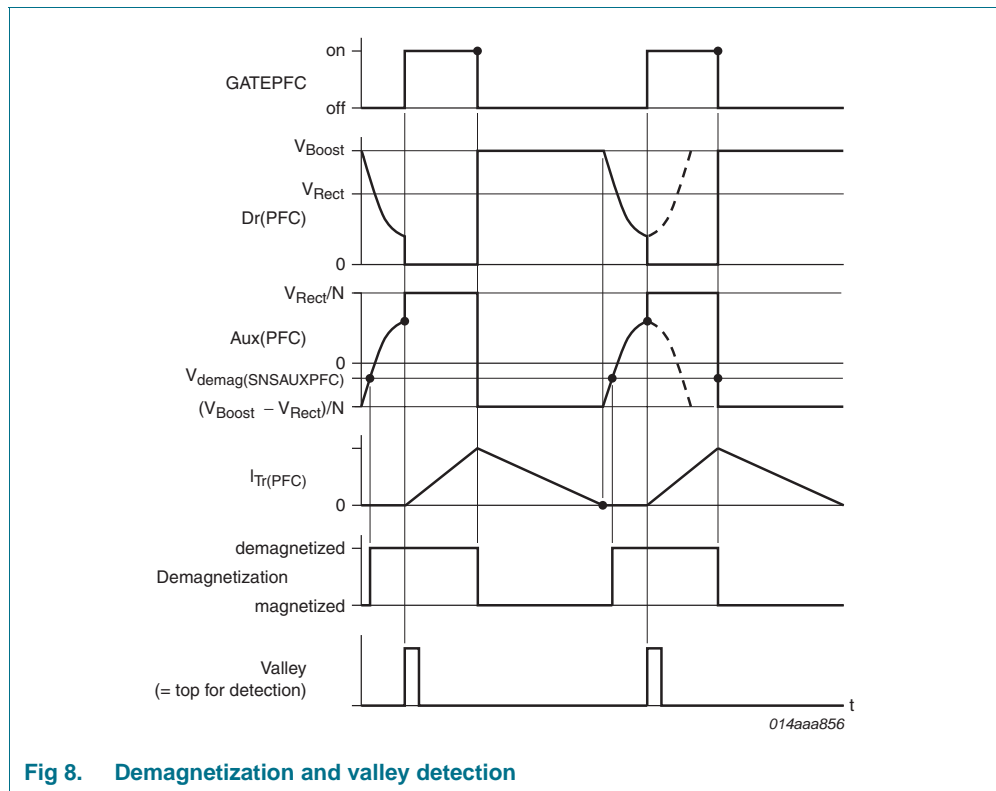 on
GATEPFC
off
VBoost
VRect
Dr(PFC)
0
VRect/N
Aux(PFC)
0
Vdemag(SNSAUXPFC)
(VBoost − VRect)/N
ITr(PFC)
0
demagnetized
Demagnetization
magnetized
Valley
(= top for detection)
t
014aaa856
Fig 8. Demagnetization and valley detection